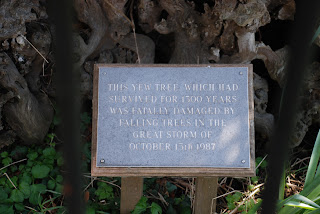 THIS YEW TREE, WHICH HAD
SURVIVED FOR 1500 YEARS
WAS FATALLY DAMAGED BY
FALLING TREES IN THE
GREAT STORM OF
OCTOBER 15th 1987